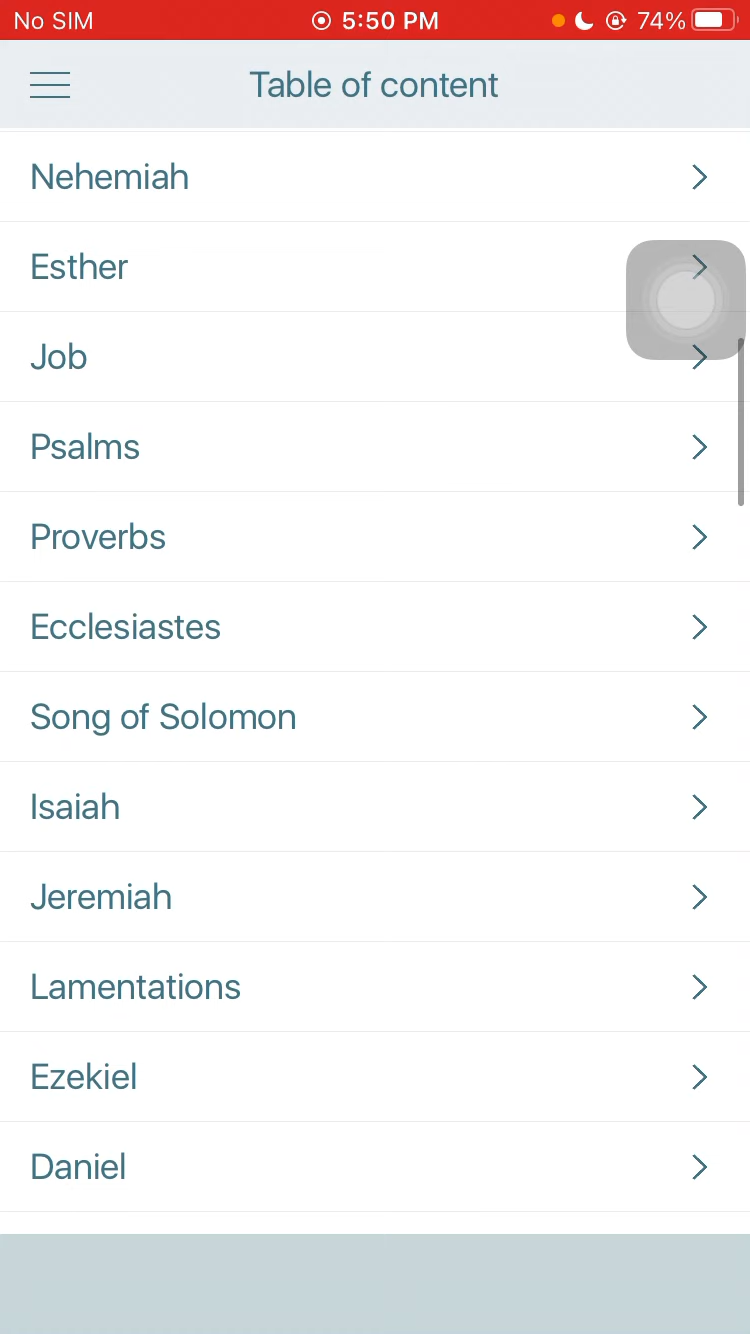 No SIM 5:50 PM 74%
Table of content
Nehemiah
Esther
Job
Psalms
Proverbs
Ecclesiastes
Song of Solomon
Isaiah
Jeremiah
Lamentations
Ezekiel
Daniel